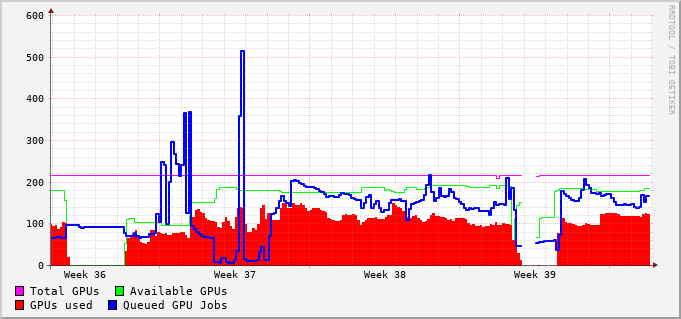 600
500
400
300
200
100
0
Week 36 Week 37 Week 38 Week 39
Total GPUs Available GPUs
GPUs used Queued GPU Jobs
RRDTOOL / TOBI OETIKER